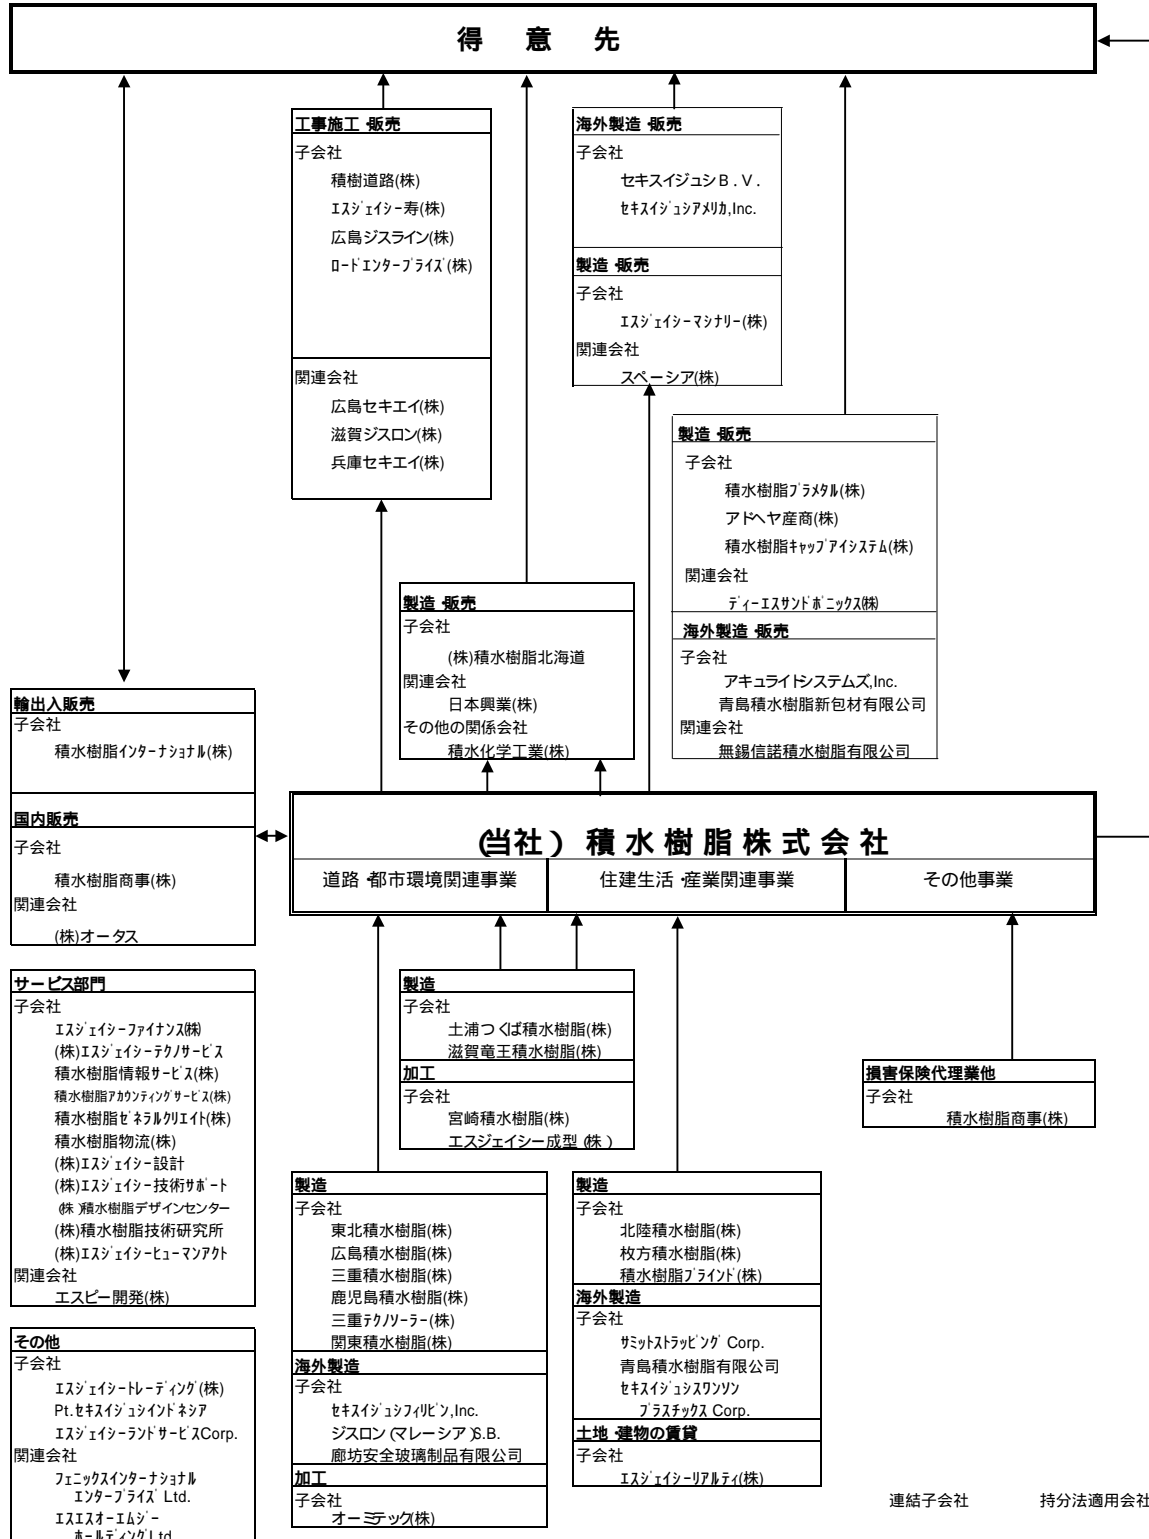 得 意 先
工事施工・販売
子会社
積樹道路(株)
エスジェイシー寿(株)
広島ジスライン(株)
ロードエンタープライズ(株)
関連会社
広島セキエイ(株)
滋賀ジスロン(株)
兵庫セキエイ(株)
海外製造・販売
子会社
セキスイジュシB.V.
セキスイジュシアメリカ,Inc.
製造・販売
子会社
エスジェイシーマシナリー(株)
関連会社
スペーシア(株)
製造・販売
子会社
積水樹脂プラメタル(株)
アドヘヤ産商(株)
積水樹脂キャップアイシステム(株)
関連会社
ディーエスサンドボニックス(株)
海外製造・販売
子会社
アキュライトシステムズ,Inc.
青島積水樹脂新包材有限公司
関連会社
無錫信諾積水樹脂有限公司
製造・販売
子会社
(株)積水樹脂北海道
関連会社
日本興業(株)
その他の関係会社
積水化学工業(株)
輸出入販売
子会社
積水樹脂インターナショナル(株)
国内販売
子会社
積水樹脂商事(株)
関連会社
(株)オータス
(当社)積水樹脂株式会社
道路・都市環境関連事業
住建生活・産業関連事業
その他事業
サービス部門
子会社
エスジェイシーファイナンス(株)
(株)エスジェイシーテクノサービス
積水樹脂情報サービス(株)
積水樹脂アカウンティングサービス(株)
積水樹脂ゼネラルクリエイト(株)
積水樹脂物流(株)
(株)エスジェイシー設計
(株)エスジェイシー技術サポート
(株)積水樹脂デザインセンター
(株)積水樹脂技術研究所
(株)エスジェイシーヒューマンアクト
関連会社
エスピー開発(株)
その他
子会社
エスジェイシートレーディング(株)
Pt.セキスイジュシインドネシア
エスジェイシーランドサービスCorp.
関連会社
フェニックスインターナショナル
エンタープライズ Ltd.
エスエスオーエムジー
ホールディングLtd.
製造
子会社
土浦つくば積水樹脂(株)
滋賀竜王積水樹脂(株)
加工
子会社
宮崎積水樹脂(株)
エスジェイシー成型(株)
損害保険代理業他
子会社
積水樹脂商事(株)
製造
子会社
東北積水樹脂(株)
広島積水樹脂(株)
三重積水樹脂(株)
鹿児島積水樹脂(株)
三重テクノソーラー(株)
関東積水樹脂(株)
海外製造
子会社
セキスイジュシフィリピン,Inc.
ジスロン(マレーシア)S.B.
廊坊安全玻璃制品有限公司
加工
子会社
オーミテック(株)
製造
子会社
北陸積水樹脂(株)
枚方積水樹脂(株)
積水樹脂ブラインド(株)
海外製造
子会社
サミットストラッピング Corp.
青島積水樹脂有限公司
セキスイジュシスワンソン
プラスチックス Corp.
土地・建物の賃貸
子会社
エスジェイシーリアルティ(株)
連結子会社 持分法適用会社